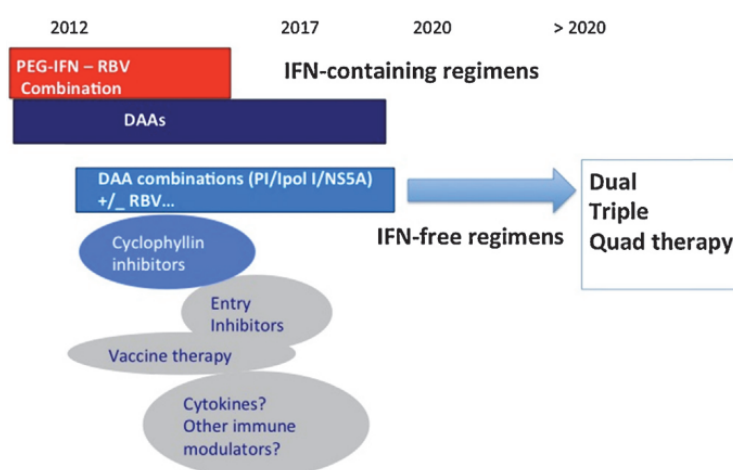 2012 2017 2020 > 2020
PEG-IFN – RBV
Combination
IFN-containing regimens
DAAs
DAA combinations (PI/Ipol I/NS5A)
+/_ RBV...
IFN-free regimens
Dual
Triple
Quad therapy
Cyclophyllin
inhibitors
Entry
Inhibitors
Vaccine therapy
Cytokines?
Other immune
modulators?